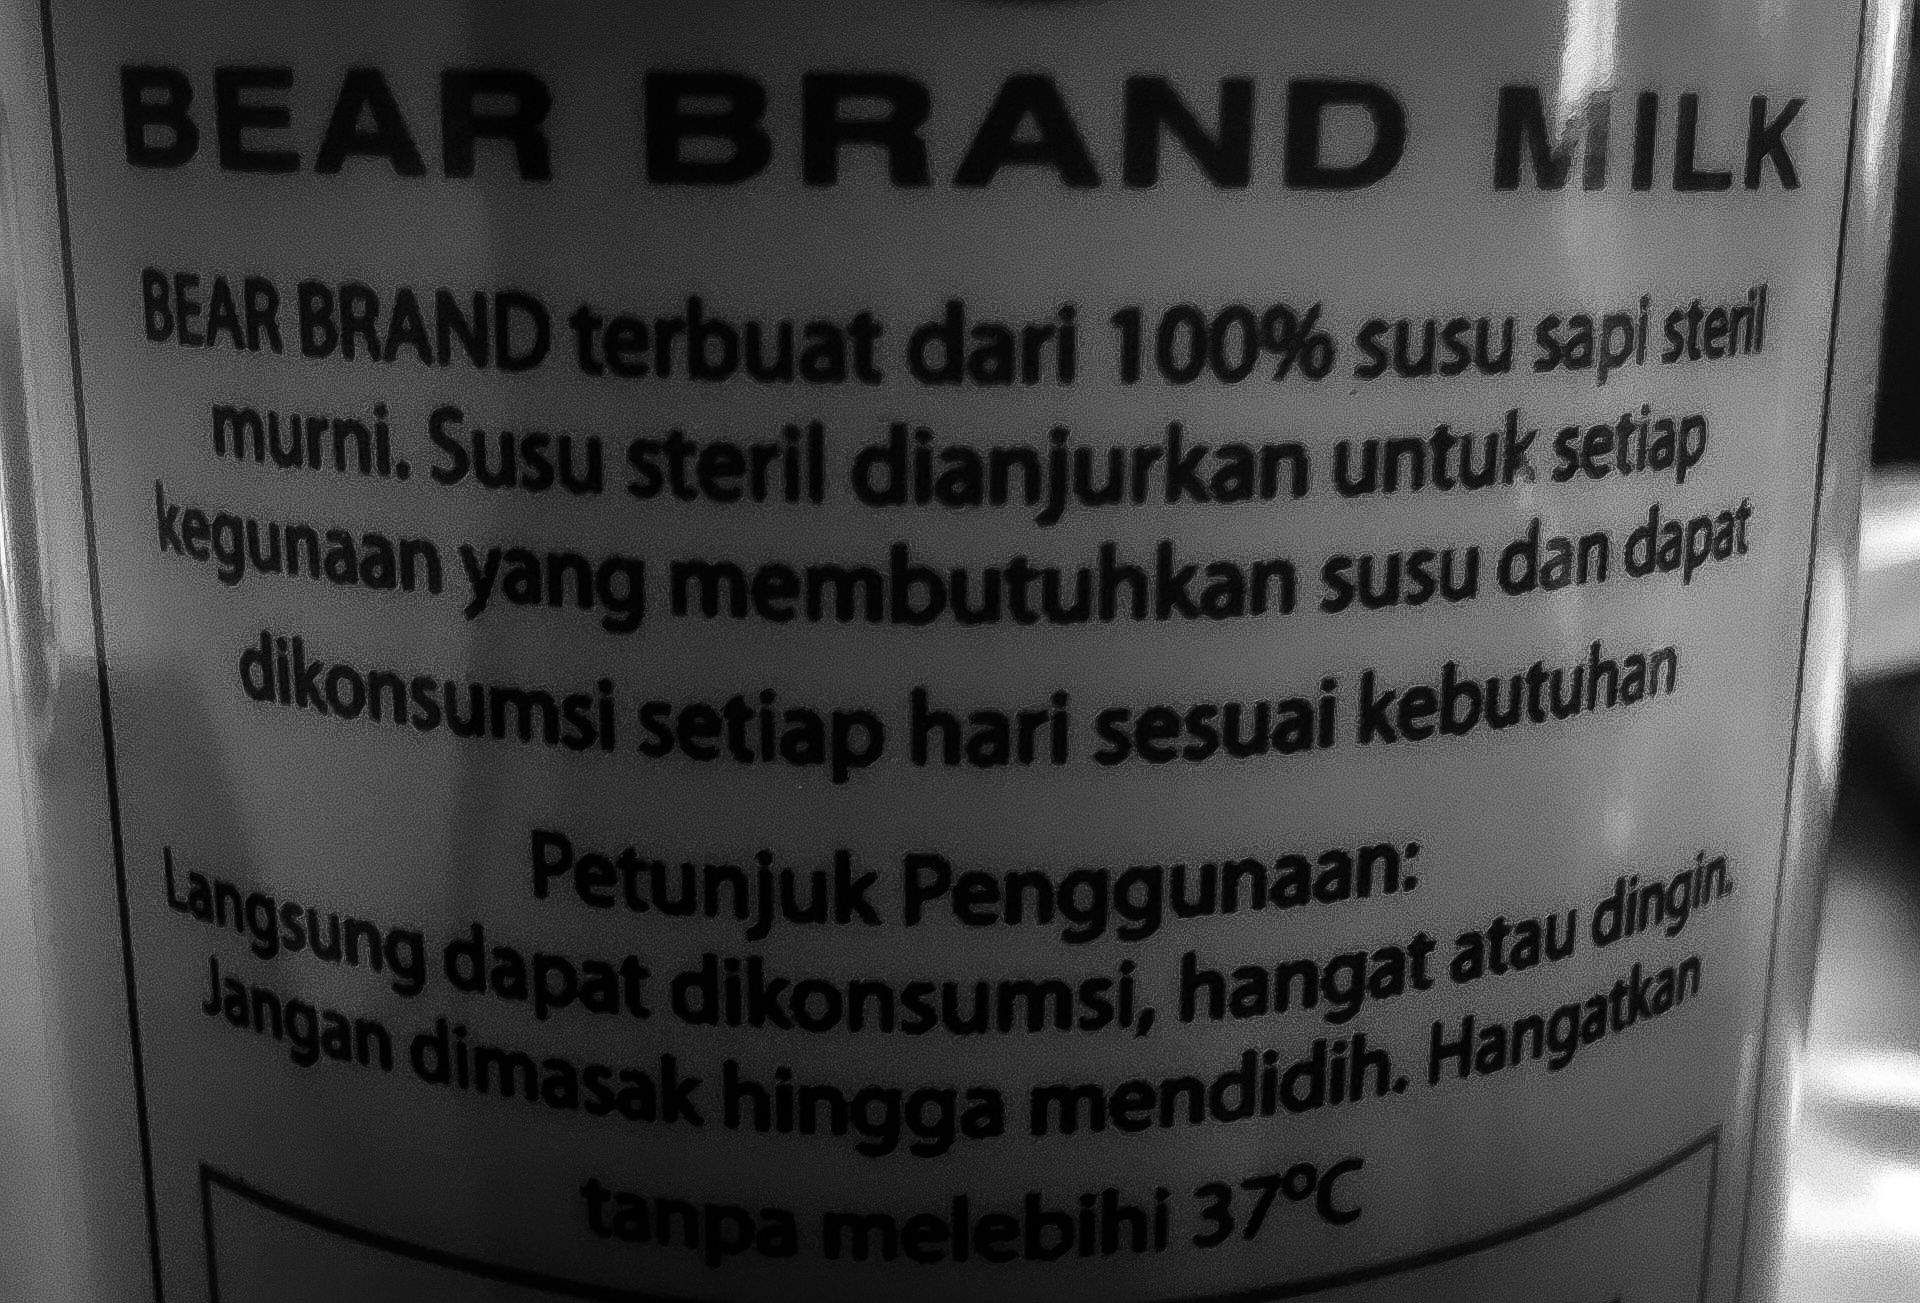 BEAR BRAND MILK
BEAR BRAND terbuat dari 100% susu sapi steril
murni. Susu steril dianjurkan untuk setiap
kegunaan yang membutuhkan susu dan dapat
dikonsumsi setiap hari sesuai kebutuhan
Petunjuk Penggunaan:
Langsung dapat dikonsumsi, hangat atau dingin.
Jangan dimasak hingga mendidih. Hangatkan
tanpa melebihi 37°C